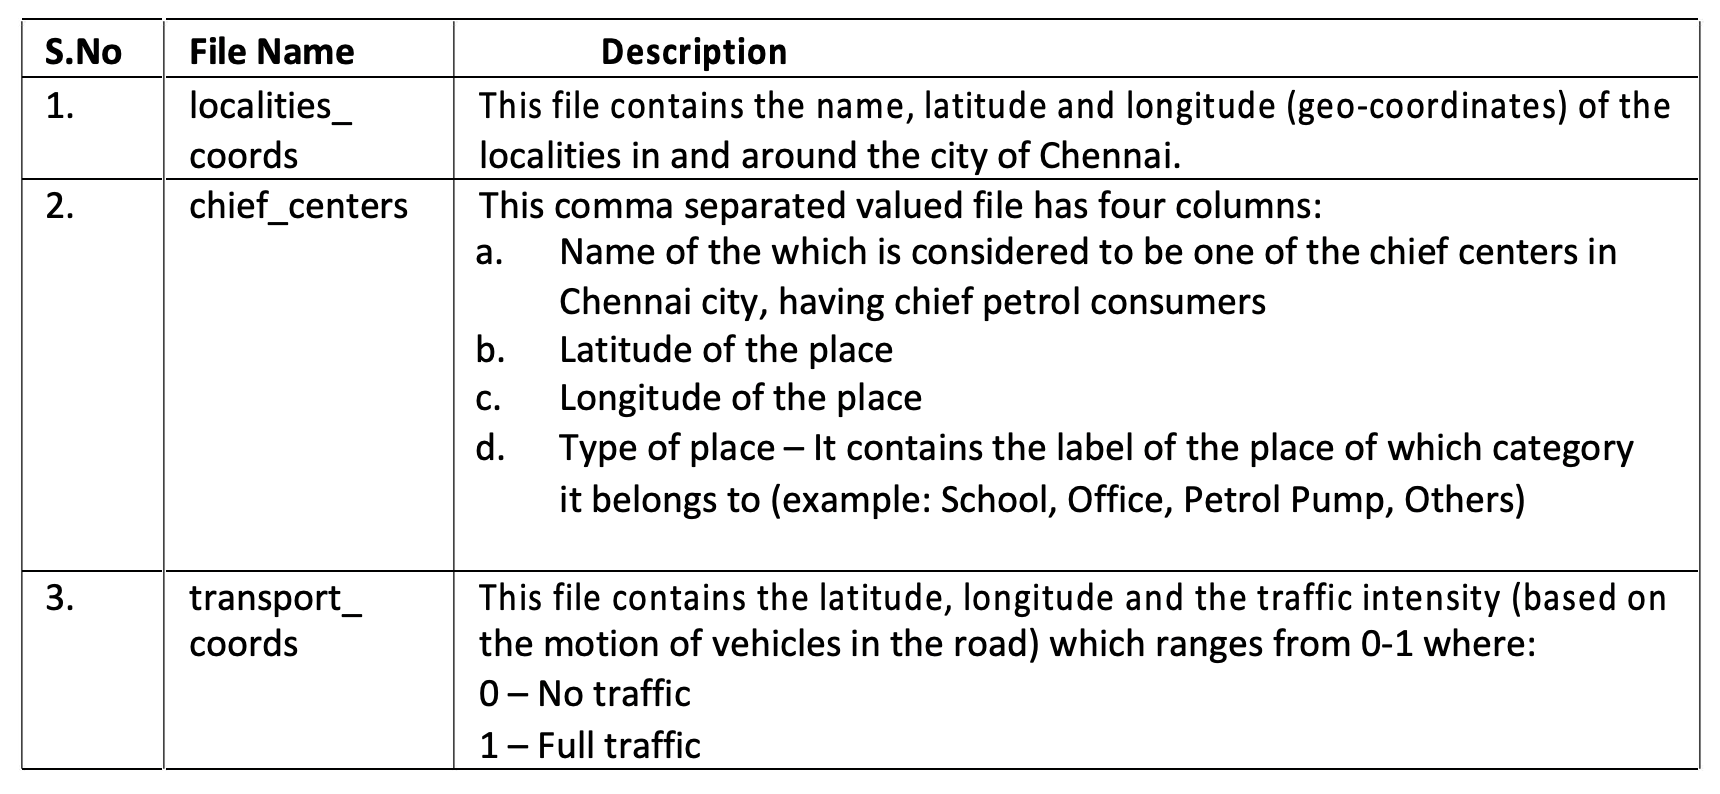 S.No File Name Description
1. localities_ This file contains the name, latitude and longitude (geo-coordinates) of the
coords localities in and around the city of Chennai.
2. chief_centers This comma separated valued file has four columns:
a. Name of the which is considered to be one of the chief centers in
Chennai city, having chief petrol consumers
b. Latitude of the place
c. Longitude of the place
d. Type of place – It contains the label of the place of which category
it belongs to (example: School, Office, Petrol Pump, Others)
3. transport_ This file contains the latitude, longitude and the traffic intensity (based on
coords the motion of vehicles in the road) which ranges from 0-1 where:
0 – No traffic
1 – Full traffic